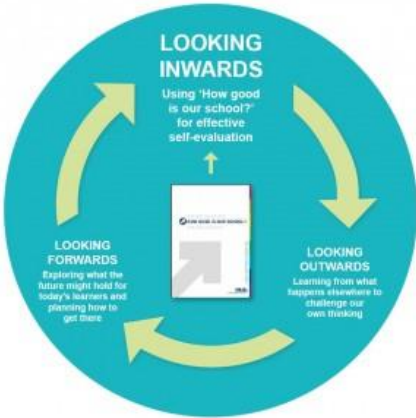 LOOKING
INWARDS
Using 'How good
is our school?'
for effective
self-evaluation
LOOKING
OUTWARDS
Learning from what
happens elsewhere to
challenge our
own thinking
LOOKING
FORWARDS
Exploring what the
future might hold for
today's learners and
planning how to
get there